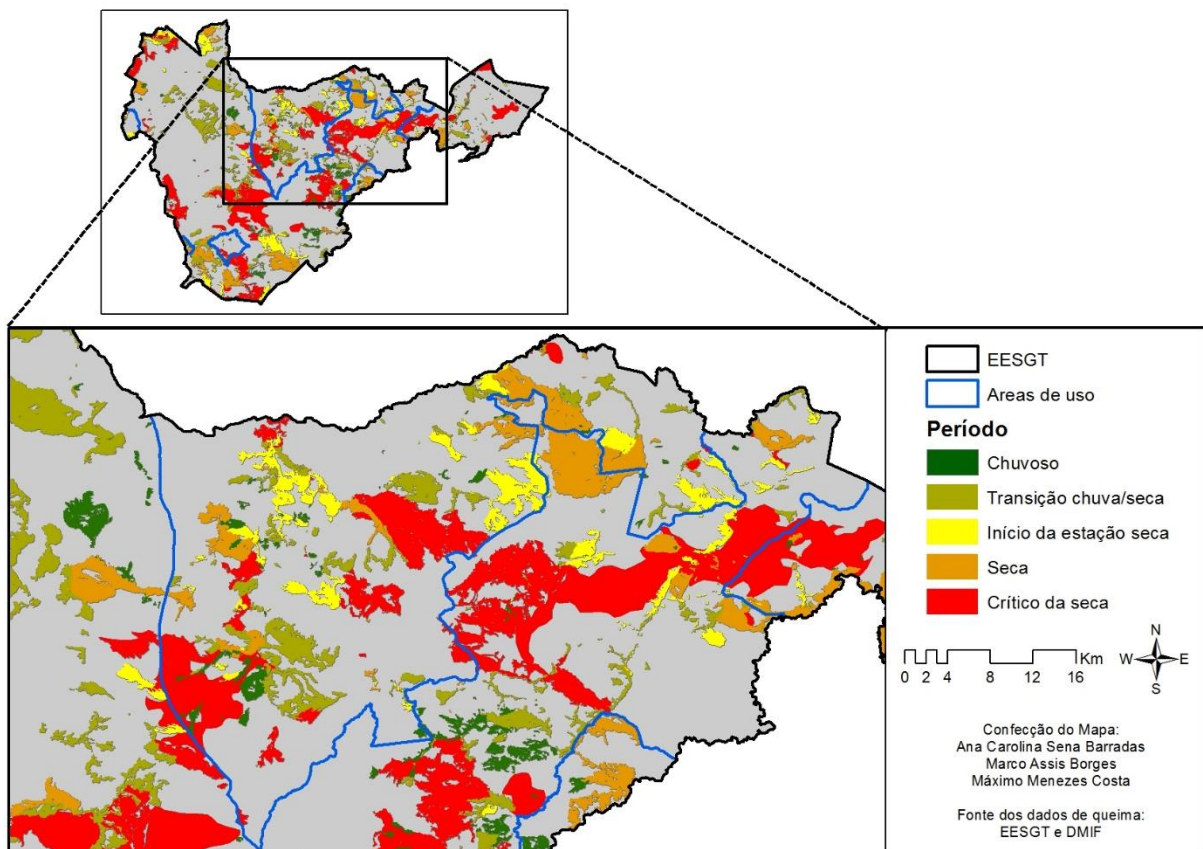 EESGT
Areas de uso
Período
Chuvoso
Transição chuva/seca
Início da estação seca
Seca
Crítico da seca
Km
0 2 4 8 12 16
N
W E
S
Confecção do Mapa:
Ana Carolina Sena Barradas
Marco Assis Borges
Máximo Menezes Costa
Fonte dos dados de queima:
EESGT e DMIF